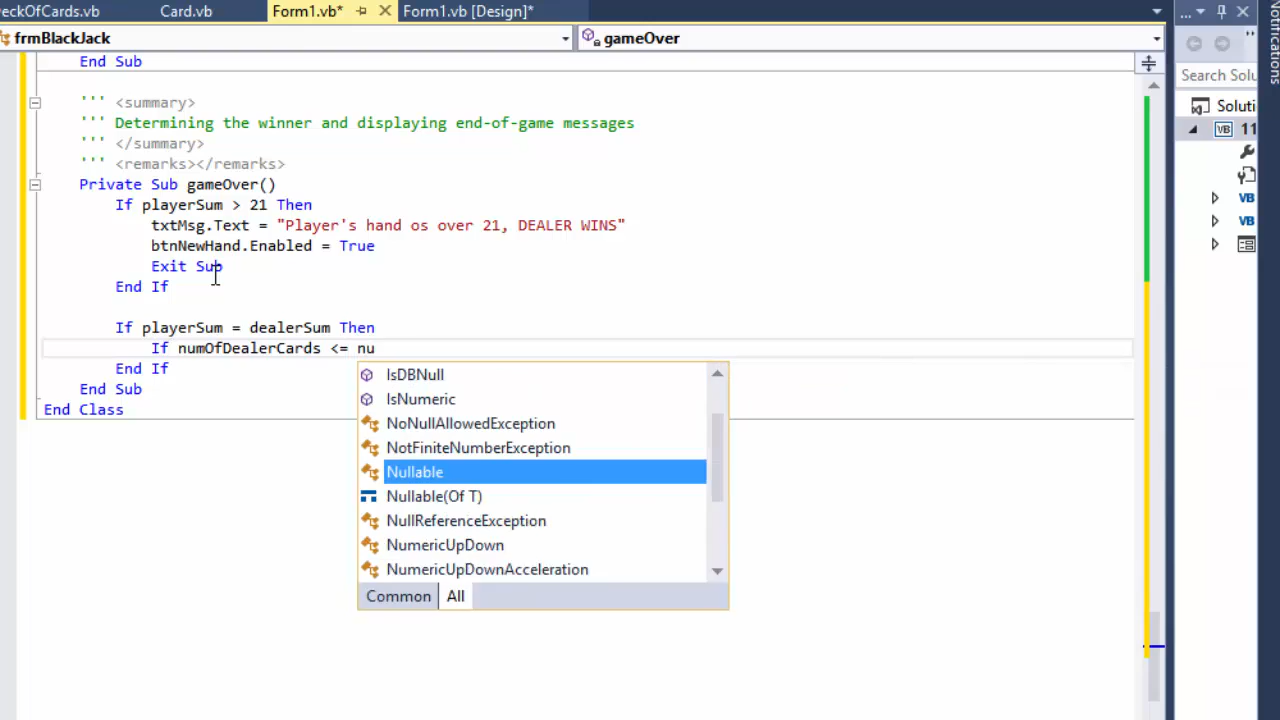 eckOfCards.vb Card.vb Form1.vb* Form1.vb [Design]*
frmBlackJack gameOver
End Sub
''' <summary>
''' Determining the winner and displaying end-of-game messages
''' </summary>
''' <remarks></remarks>
Private Sub gameOver()
If playerSum > 21 Then
txtMsg.Text = "Player's hand os over 21, DEALER WINS"
btnNewHand.Enabled = True
Exit Sub
End If
If playerSum = dealerSum Then
If numOfDealerCards <= nu
End If
End Sub
End Class
IsDBNull
IsNumeric
NoNullAllowedException
NotFiniteNumberException
Nullable
Nullable(Of T)
NullReferenceException
NumericUpDown
NumericUpDownAcceleration
Common All
Search Solu
Soluti
VB 11
VB
VB
Notifications